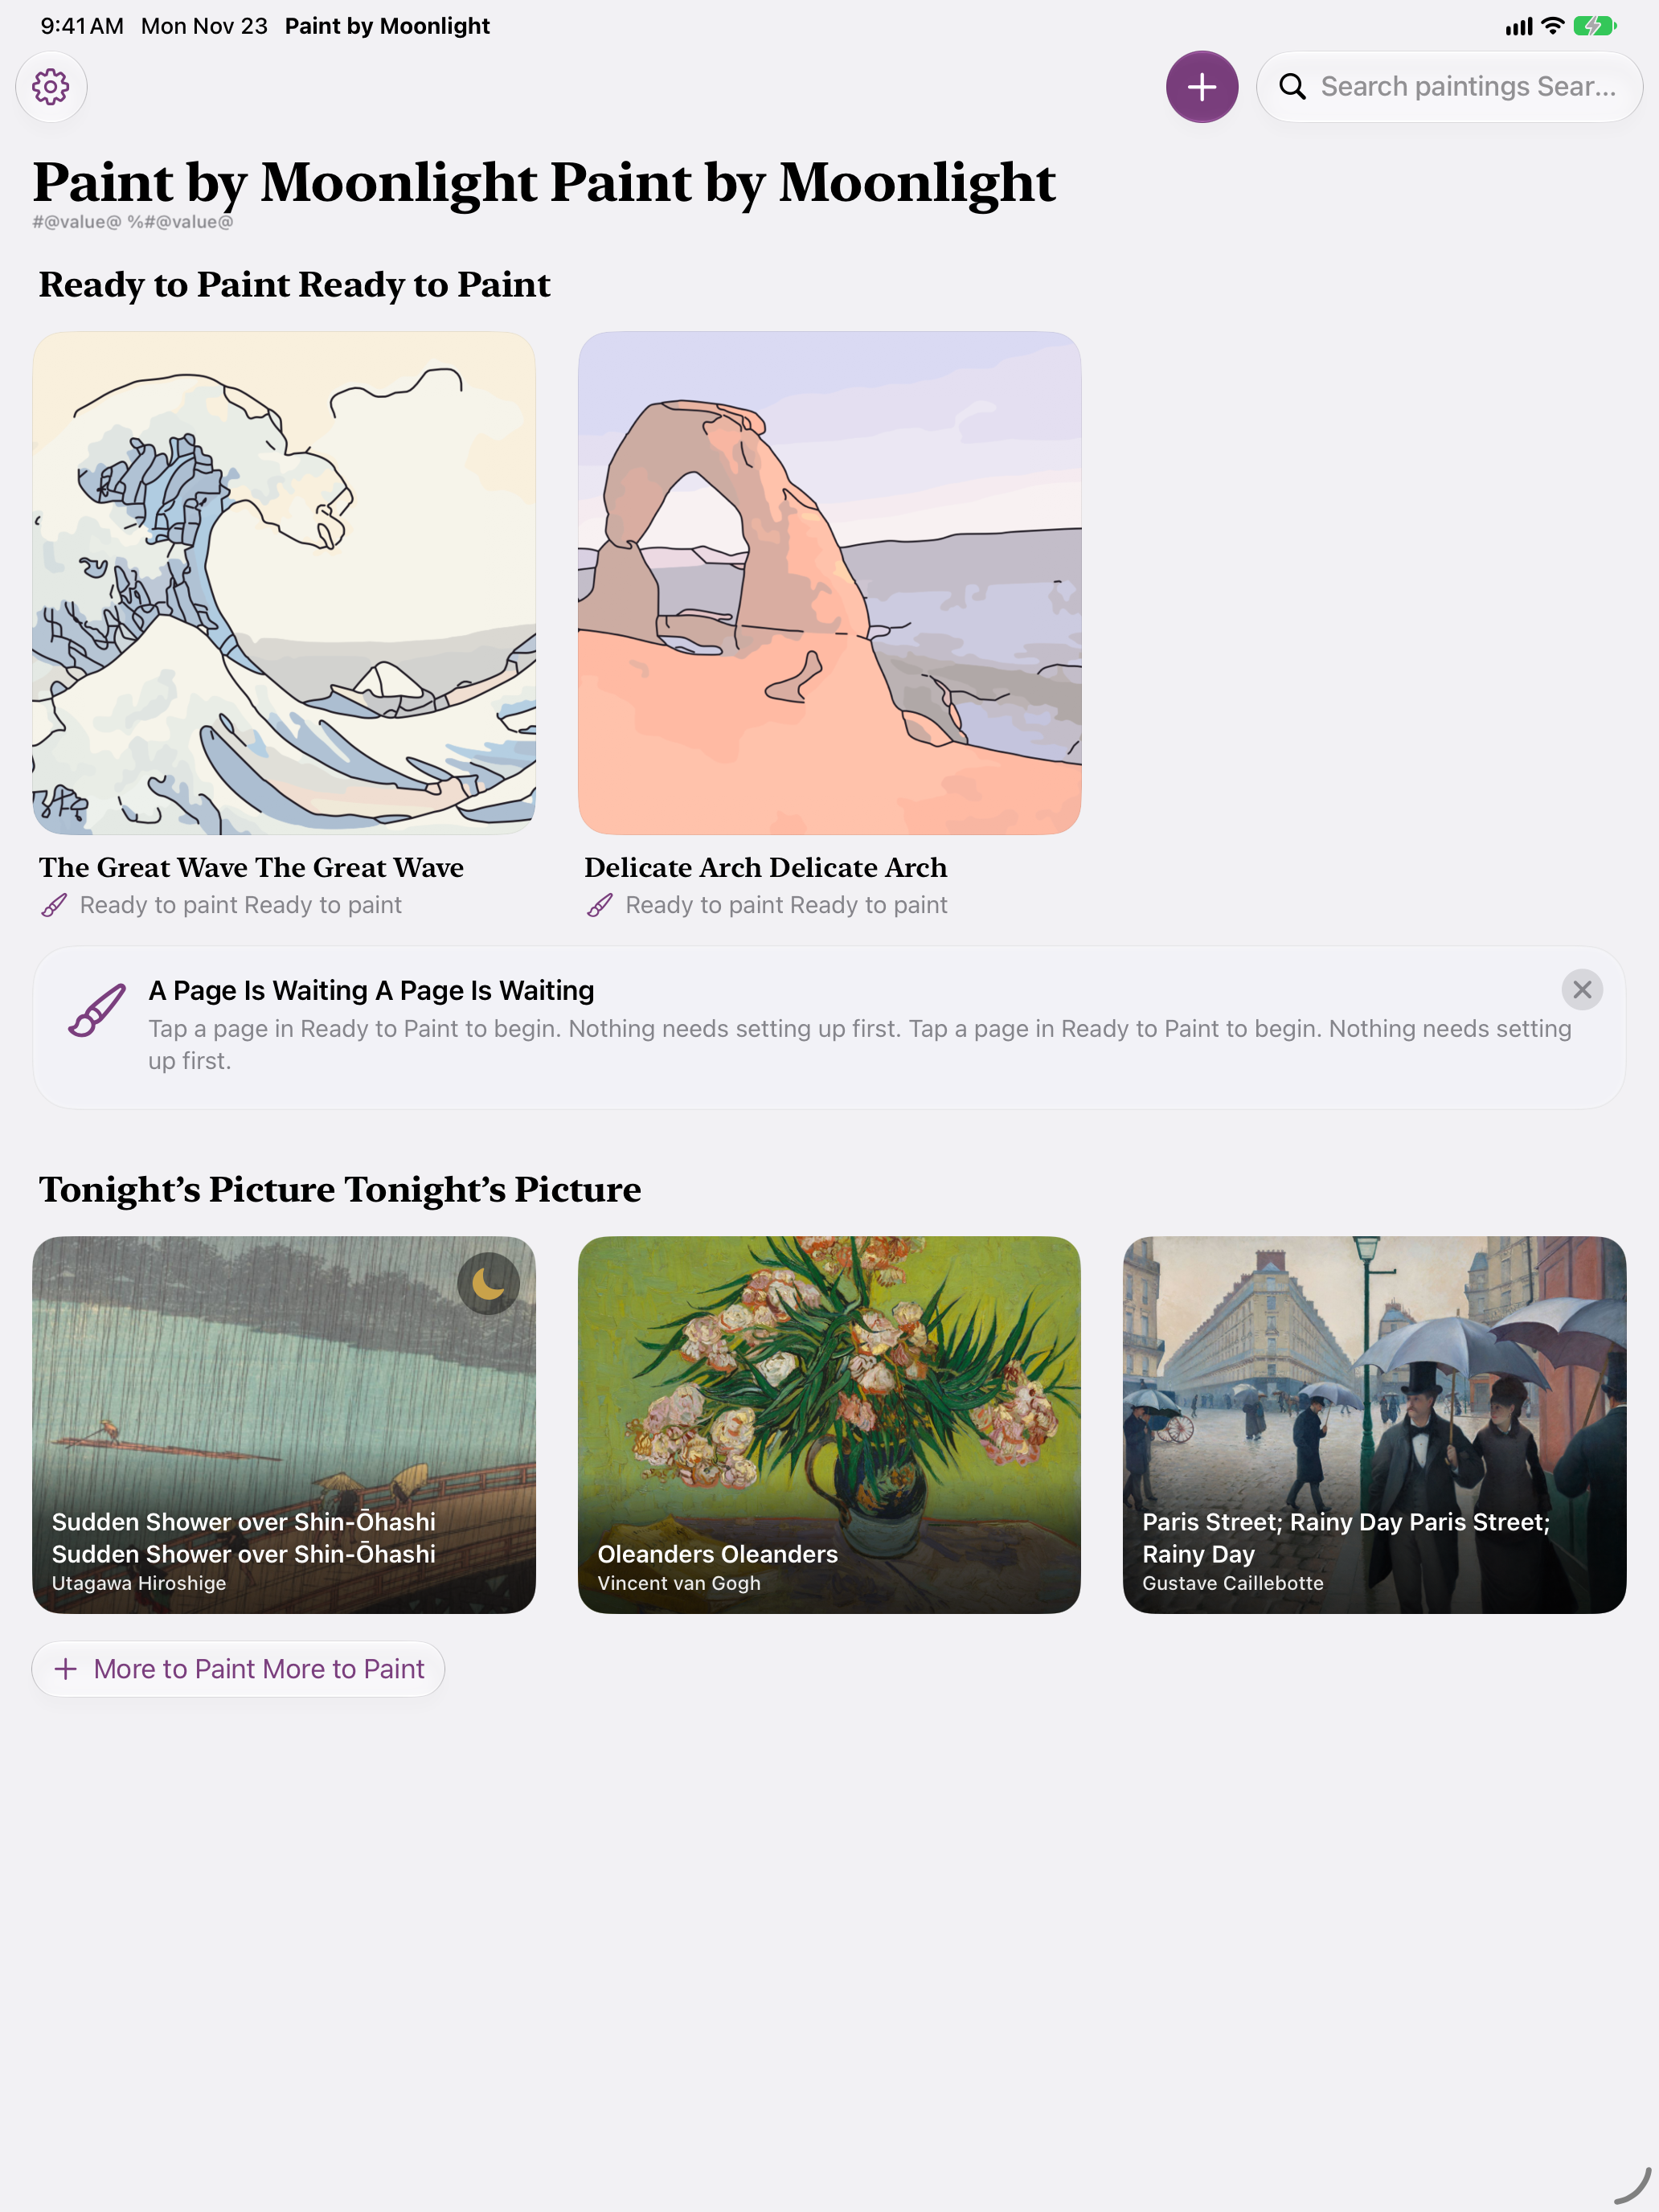 9:41 AM Mon Nov 23 Paint by Moonlight
Search paintings Sear...
Paint by Moonlight Paint by Moonlight
#@value@ %#@value@
Ready to Paint Ready to Paint
The Great Wave The Great Wave
Ready to paint Ready to paint
Delicate Arch Delicate Arch
Ready to paint Ready to paint
A Page Is Waiting A Page Is Waiting
Tap a page in Ready to Paint to begin. Nothing needs setting up first. Tap a page in Ready to Paint to begin. Nothing needs setting
up first.
Tonight’s Picture Tonight’s Picture
Sudden Shower over Shin-Ōhashi
Sudden Shower over Shin-Ōhashi
Utagawa Hiroshige
Oleanders Oleanders
Vincent van Gogh
Paris Street; Rainy Day Paris Street;
Rainy Day
Gustave Caillebotte
More to Paint More to Paint